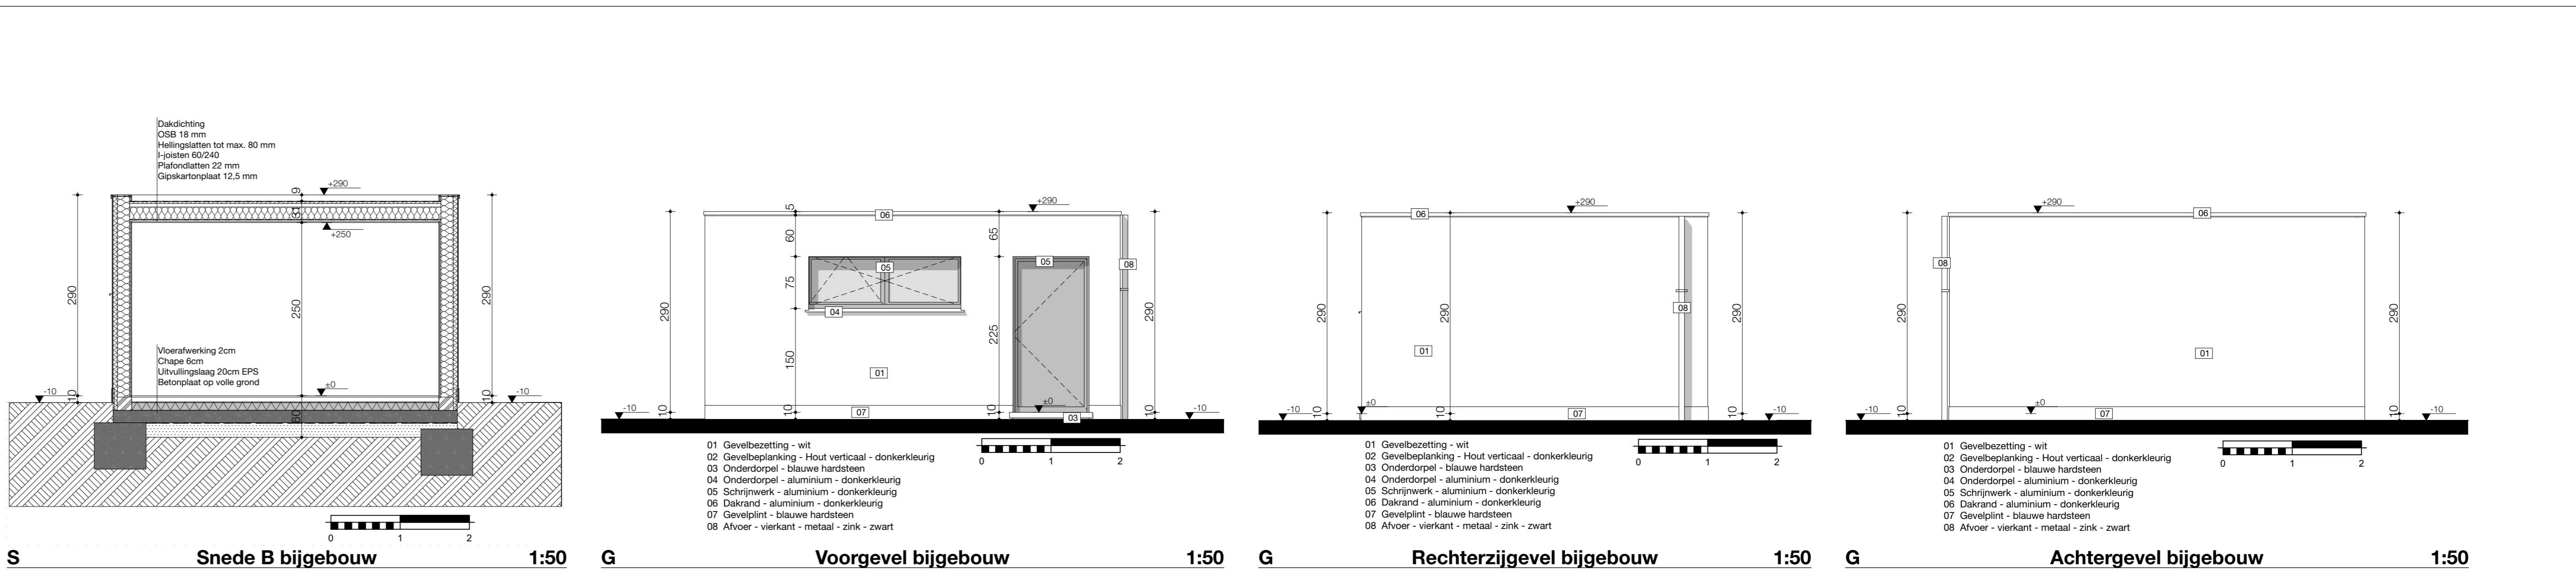 Dakdichting
OSB 18 mm
Hellingslatten tot max. 80 mm
I-joisten 60/240
Plafondlatten 22 mm
Gipskartonplaat 12,5 mm
+290
9
31
+250
290
250
290
Vloerafwerking 2cm
Chape 6cm
Uitvullingslaag 20cm EPS
Betonplaat op volle grond
±0
-10
10
10
-10
60
0 1 2
S Snede B bijgebouw 1:50
+290
5
06
60
65
05
05
08
75
04
290
225
290
150
01
±0
-10
10
10
07
10
03
10
-10
01 Gevelbezetting - wit
02 Gevelbeplanking - Hout verticaal - donkerkleurig
03 Onderdorpel - blauwe hardsteen
04 Onderdorpel - aluminium - donkerkleurig
05 Schrijnwerk - aluminium - donkerkleurig
06 Dakrand - aluminium - donkerkleurig
07 Gevelplint - blauwe hardsteen
08 Afvoer - vierkant - metaal - zink - zwart
0 1 2
G Voorgevel bijgebouw 1:50
+290
06
290
290
08
290
01
±0
-10
10
10
07
10
-10
01 Gevelbezetting - wit
02 Gevelbeplanking - Hout verticaal - donkerkleurig
03 Onderdorpel - blauwe hardsteen
04 Onderdorpel - aluminium - donkerkleurig
05 Schrijnwerk - aluminium - donkerkleurig
06 Dakrand - aluminium - donkerkleurig
07 Gevelplint - blauwe hardsteen
08 Afvoer - vierkant - metaal - zink - zwart
0 1 2
G Rechterzijgevel bijgebouw 1:50
+290
06
08
290
290
01
±0
-10
10
07
10
-10
01 Gevelbezetting - wit
02 Gevelbeplanking - Hout verticaal - donkerkleurig
03 Onderdorpel - blauwe hardsteen
04 Onderdorpel - aluminium - donkerkleurig
05 Schrijnwerk - aluminium - donkerkleurig
06 Dakrand - aluminium - donkerkleurig
07 Gevelplint - blauwe hardsteen
08 Afvoer - vierkant - metaal - zink - zwart
0 1 2
G Achtergevel bijgebouw 1:50